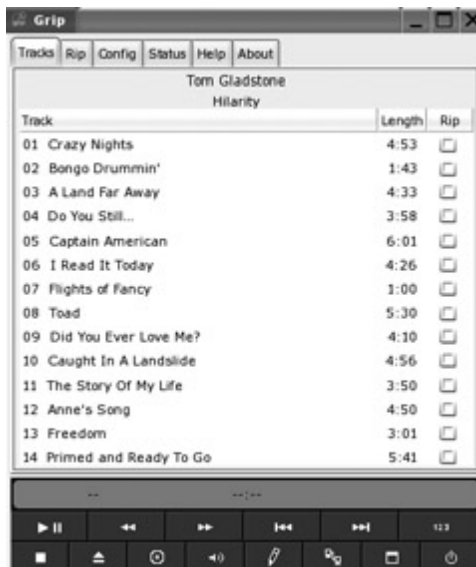 Grip
Tracks Rip Config Status Help About
Tom Gladstone
Hilarity
Track Length Rip
01 Crazy Nights 4:53
02 Bongo Drummin' 1:43
03 A Land Far Away 4:33
04 Do You Still... 3:58
05 Captain American 6:01
06 I Read It Today 4:26
07 Flights of Fancy 1:00
08 Toad 5:30
09 Did You Ever Love Me? 4:10
10 Caught In A Landslide 4:56
11 The Story Of My Life 3:50
12 Anne's Song 4:50
13 Freedom 3:01
14 Primed and Ready To Go 5:41
-- --:--
123